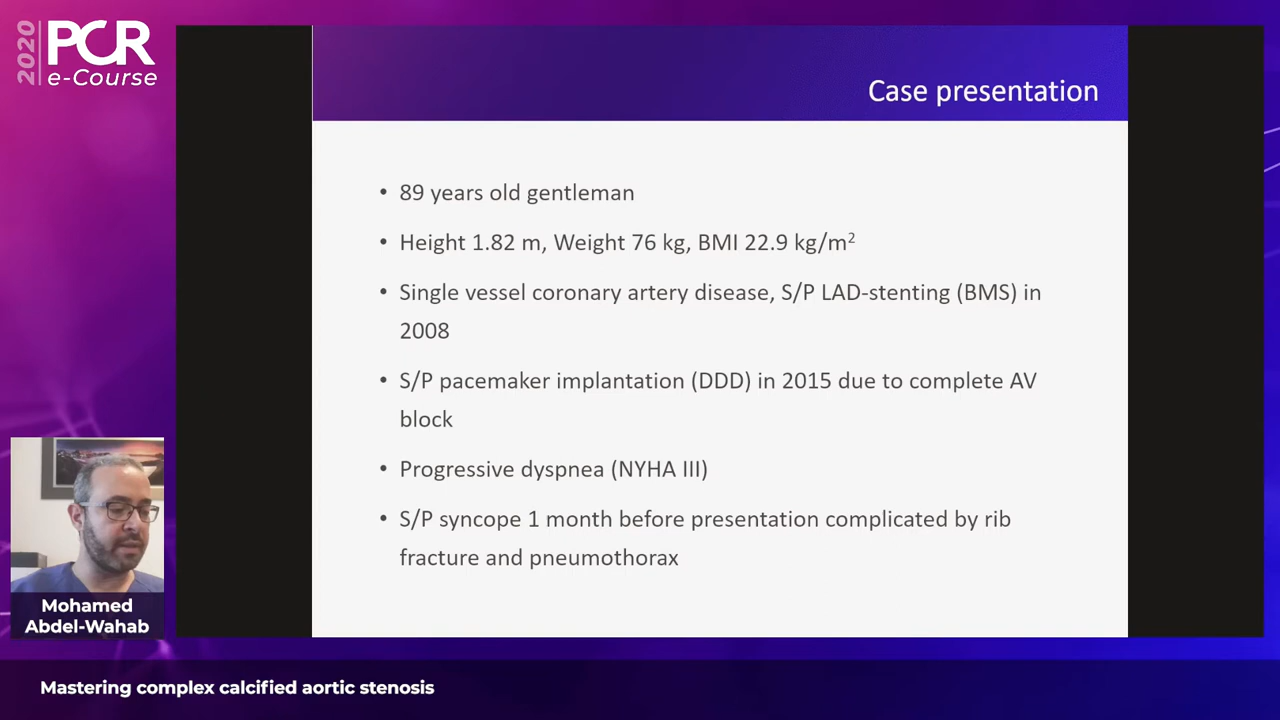 2020
PCR
e-Course
Case presentation
• 89 years old gentleman
• Height 1.82 m, Weight 76 kg, BMI 22.9 kg/m²
• Single vessel coronary artery disease, S/P LAD-stenting (BMS) in
2008
• S/P pacemaker implantation (DDD) in 2015 due to complete AV
block
• Progressive dyspnea (NYHA III)
• S/P syncope 1 month before presentation complicated by rib
fracture and pneumothorax
Mohamed
Abdel-Wahab
Mastering complex calcified aortic stenosis